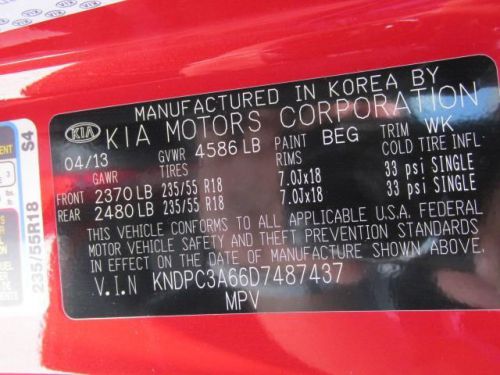 MANUFACTURED IN KOREA BY
KIA KIA MOTORS CORPORATION
04/13 GVWR 4586 LB PAINT BEG TRIM WK
GAWR TIRES RIMS COLD TIRE INFL
FRONT 2370 LB 235/55 R18 7.0Jx18 33 psi SINGLE
REAR 2480 LB 235/55 R18 7.0Jx18 33 psi SINGLE
THIS VEHICLE CONFORMS TO ALL APPLICABLE U.S.A. FEDERAL
MOTOR VEHICLE SAFETY AND THEFT PREVENTION STANDARDS
IN EFFECT ON THE DATE OF MANUFACTURE SHOWN ABOVE.
V.I.N KNDPC3A66D7487437
MPV
S4
235/55R18